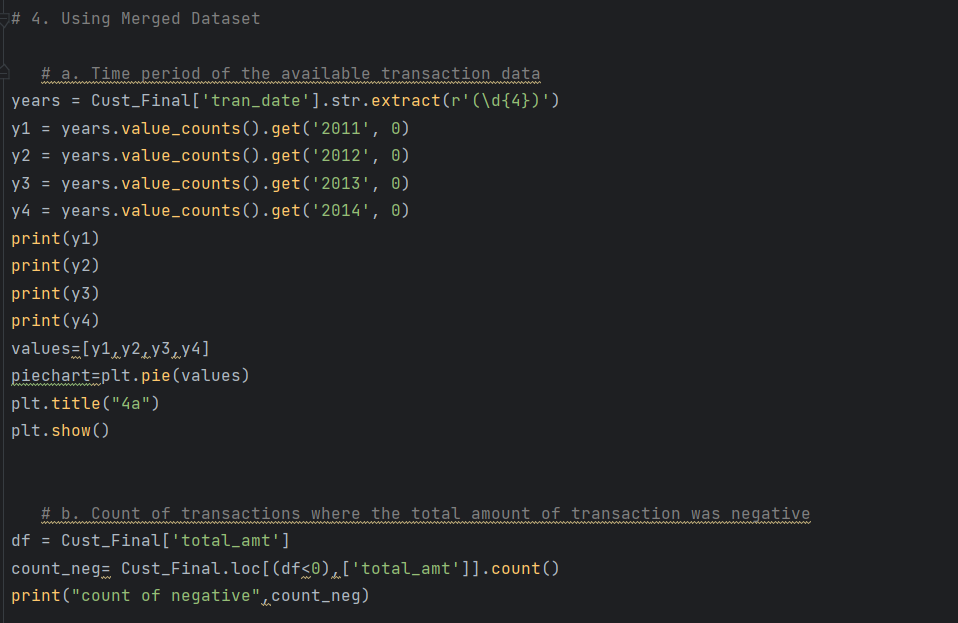 # 4. Using Merged Dataset
# a. Time period of the available transaction data
years = Cust_Final['tran_date'].str.extract(r'(\d{4})')
y1 = years.value_counts().get('2011', 0)
y2 = years.value_counts().get('2012', 0)
y3 = years.value_counts().get('2013', 0)
y4 = years.value_counts().get('2014', 0)
print(y1)
print(y2)
print(y3)
print(y4)
values=[y1,y2,y3,y4]
piechart=plt.pie(values)
plt.title("4a")
plt.show()
# b. Count of transactions where the total amount of transaction was negative
df = Cust_Final['total_amt']
count_neg= Cust_Final.loc[(df<0),['total_amt']].count()
print("count of negative",count_neg)